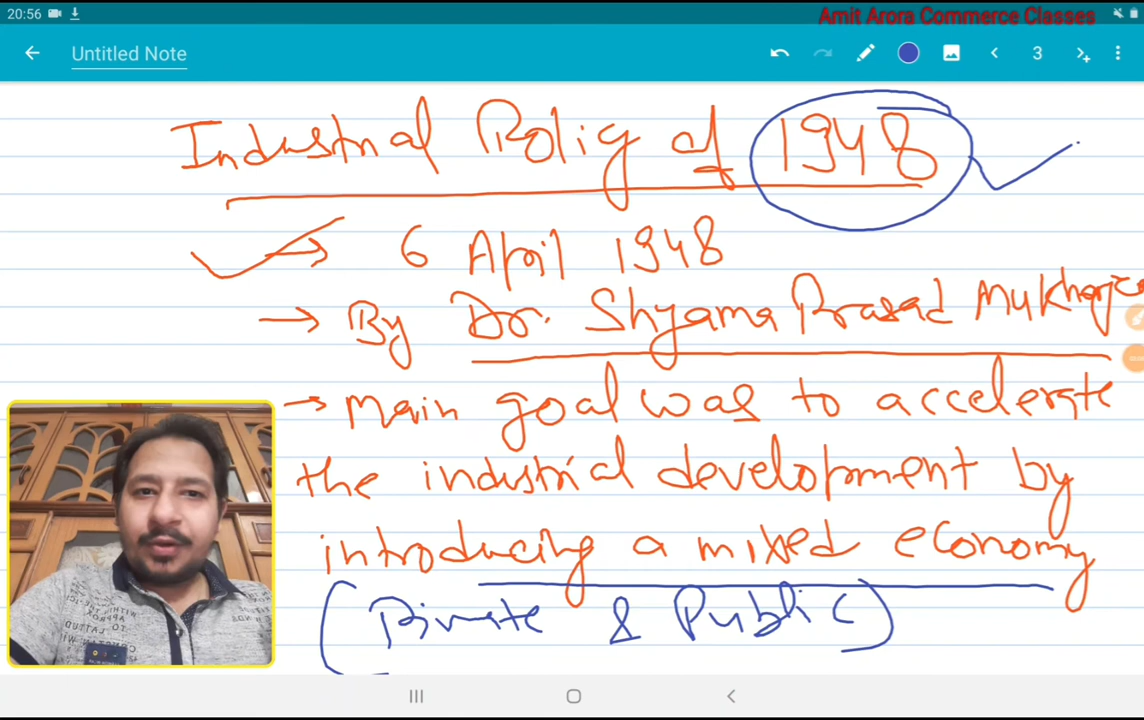 20:56
Amit Arora Commerce Classes
Untitled Note
3
Industrial Policy of 1948
→ 6 April 1948
→ By Dr. Shyama Prasad Mukherjee
→ Main goal was to accelerate
the industrial development by
introducing a mixed economy
(Private & Public)